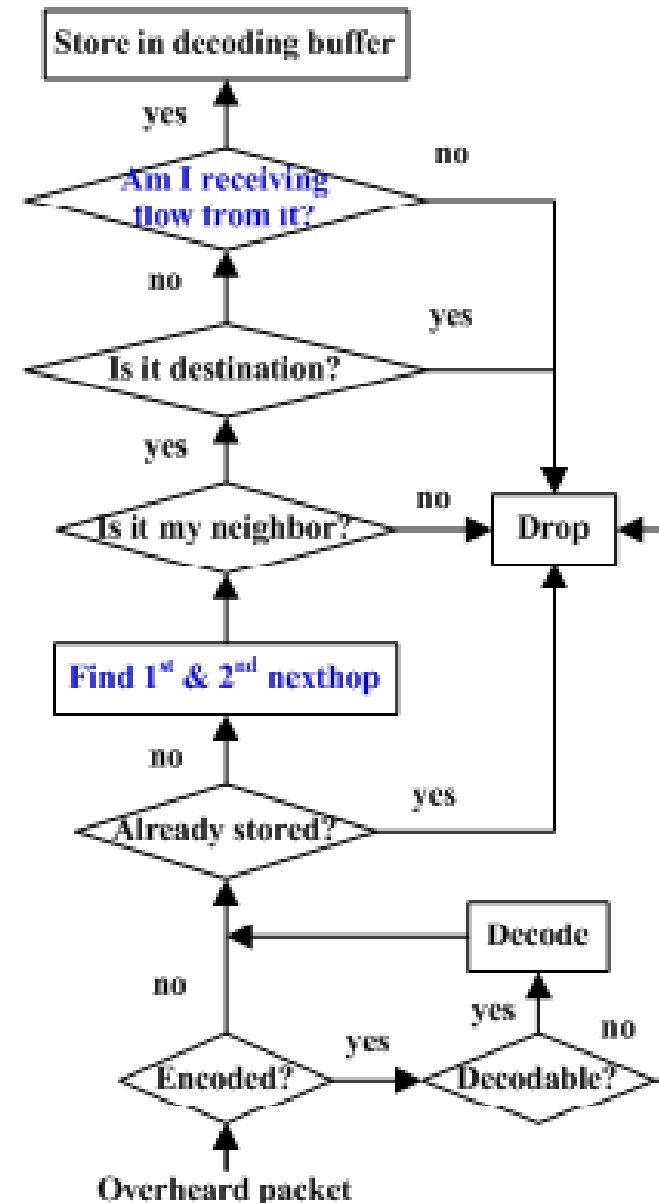 Store in decoding buffer
yes
no
Am I receiving
flow from it?
no
yes
Is it destination?
yes
no
Is it my neighbor?
Drop
Find 1st & 2nd nexthop
no
yes
Already stored?
Decode
no
yes
no
yes
Encoded?
Decodable?
Overheard packet